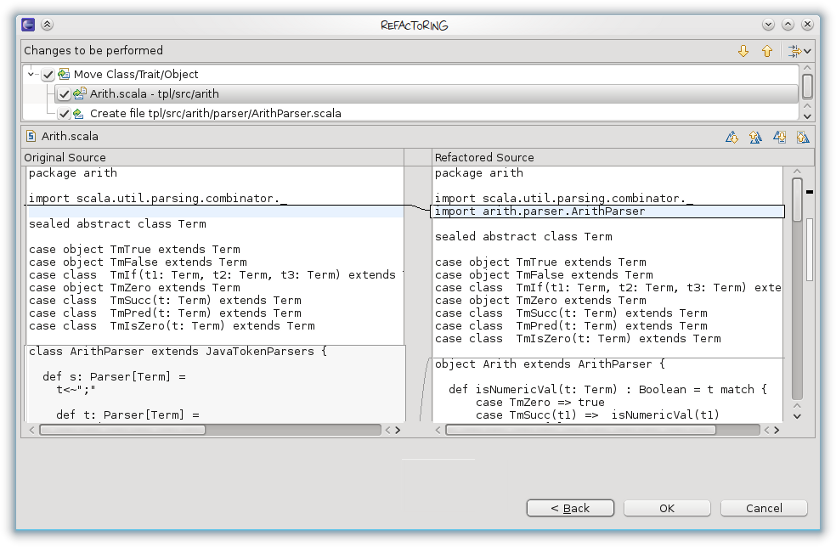 REFACTORING
Changes to be performed
Move Class/Trait/Object
Arith.scala - tpl/src/arith
Create file tpl/src/arith/parser/ArithParser.scala
Arith.scala
Original Source
package arith
import scala.util.parsing.combinator._
sealed abstract class Term
case object TmTrue extends Term
case object TmFalse extends Term
case class  TmIf(t1: Term, t2: Term, t3: Term) extends
case object TmZero extends Term
case class  TmSucc(t: Term) extends Term
case class  TmPred(t: Term) extends Term
case class  TmIsZero(t: Term) extends Term
class ArithParser extends JavaTokenParsers {
def s: Parser[Term] =
t<~";"
def t: Parser[Term] =
Refactored Source
package arith
import scala.util.parsing.combinator._
import arith.parser.ArithParser
sealed abstract class Term
case object TmTrue extends Term
case object TmFalse extends Term
case class  TmIf(t1: Term, t2: Term, t3: Term) exte
case object TmZero extends Term
case class  TmSucc(t: Term) extends Term
case class  TmPred(t: Term) extends Term
case class  TmIsZero(t: Term) extends Term
object Arith extends ArithParser {
def isNumericVal(t: Term) : Boolean = t match {
case TmZero => true
case TmSucc(t1) =>  isNumericVal(t1)
< Back
OK
Cancel